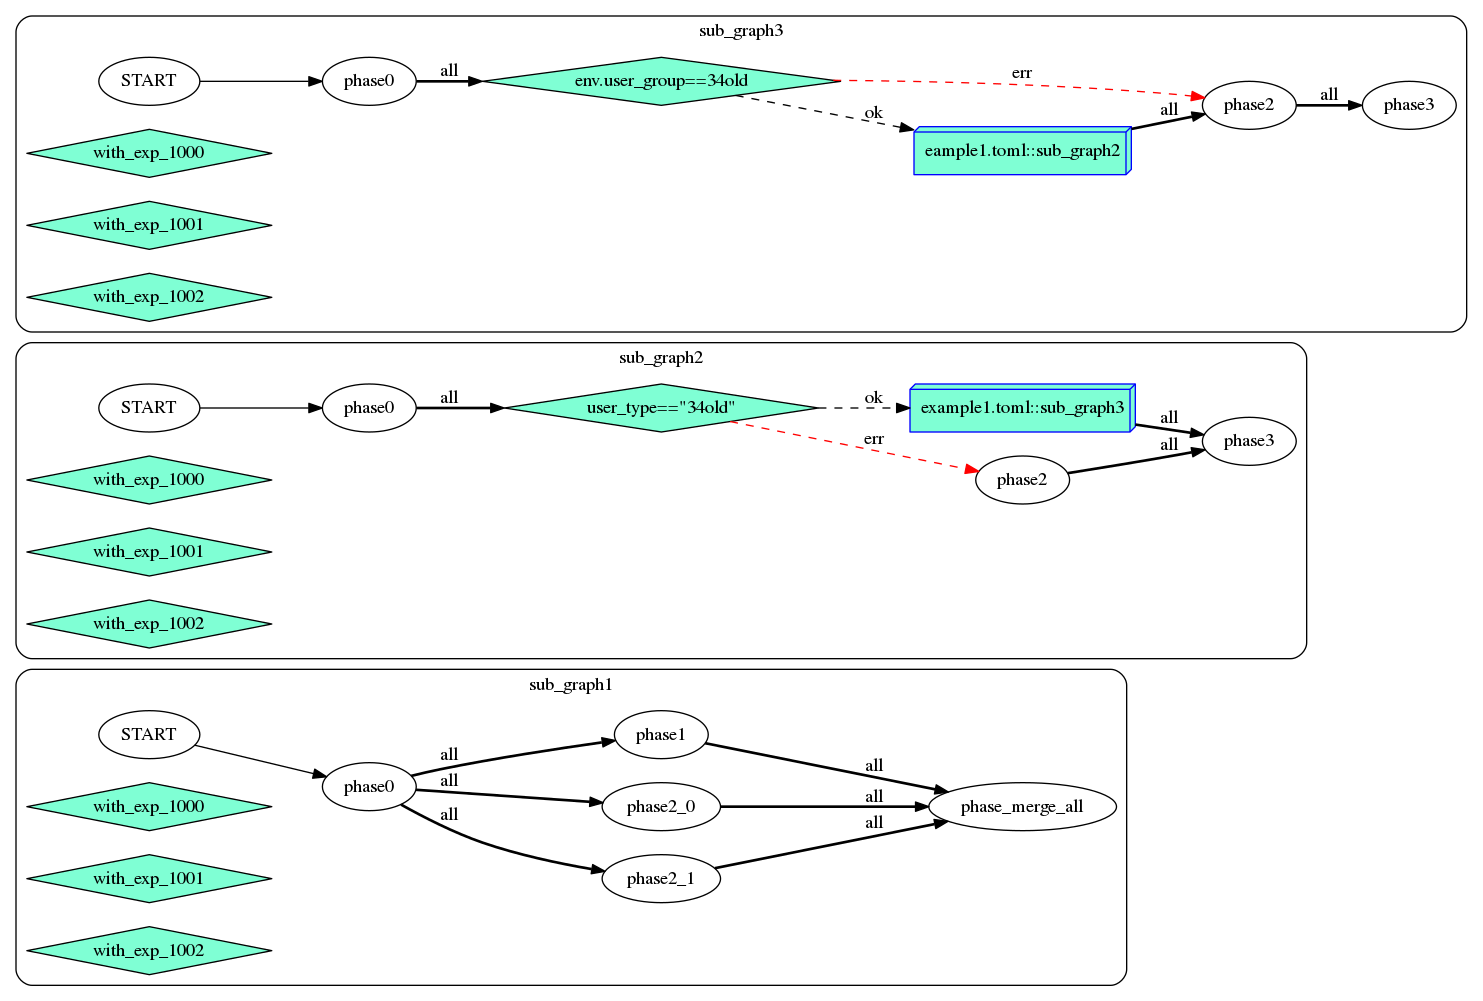 sub_graph3
START
phase0
all
env.user_group==34old
err
ok
eample1.toml::sub_graph2
all
phase2
all
phase3
with_exp_1000
with_exp_1001
with_exp_1002
sub_graph2
START
phase0
all
user_type=="34old"
ok
example1.toml::sub_graph3
all
err
phase2
all
phase3
with_exp_1000
with_exp_1001
with_exp_1002
sub_graph1
START
phase0
all
all
all
phase1
phase2_0
phase2_1
all
all
all
phase_merge_all
with_exp_1000
with_exp_1001
with_exp_1002